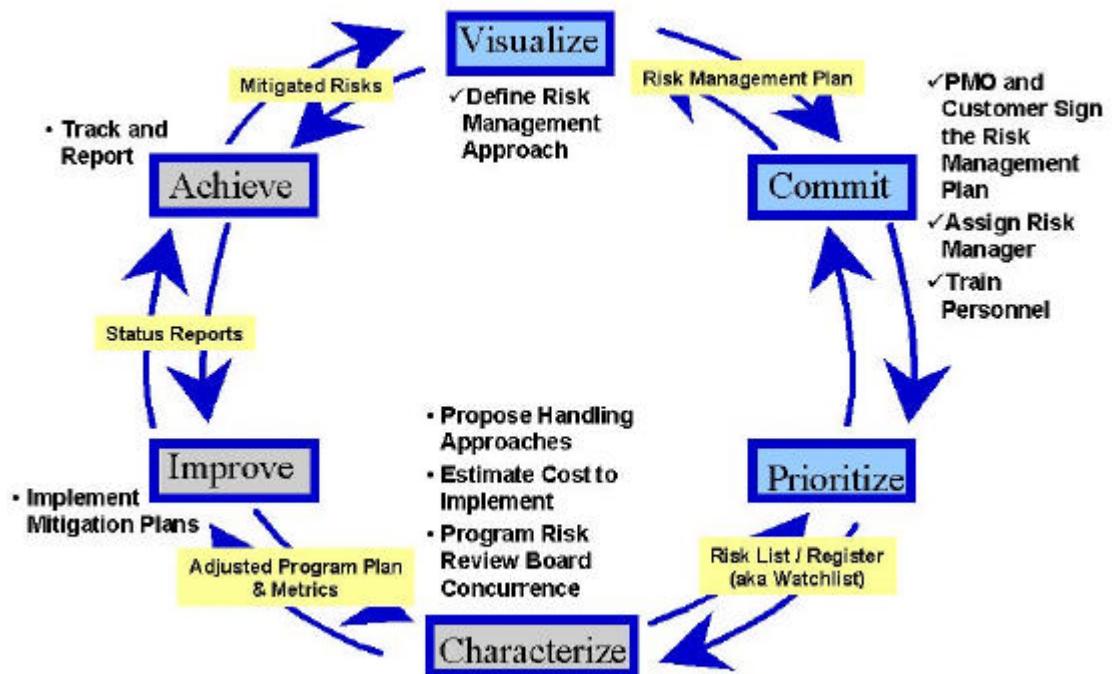 Visualize
Mitigated Risks
Risk Management Plan
✓Define Risk
Management
Approach
✓PMO and
Customer Sign
the Risk
Management
Plan
✓Assign Risk
Manager
✓Train
Personnel
• Track and
Report
Achieve
Commit
Status Reports
• Propose Handling
Approaches
• Estimate Cost to
Implement
• Program Risk
Review Board
Concurrence
Improve
Prioritize
• Implement
Mitigation Plans
Adjusted Program Plan
& Metrics
Risk List / Register
(aka Watchlist)
Characterize